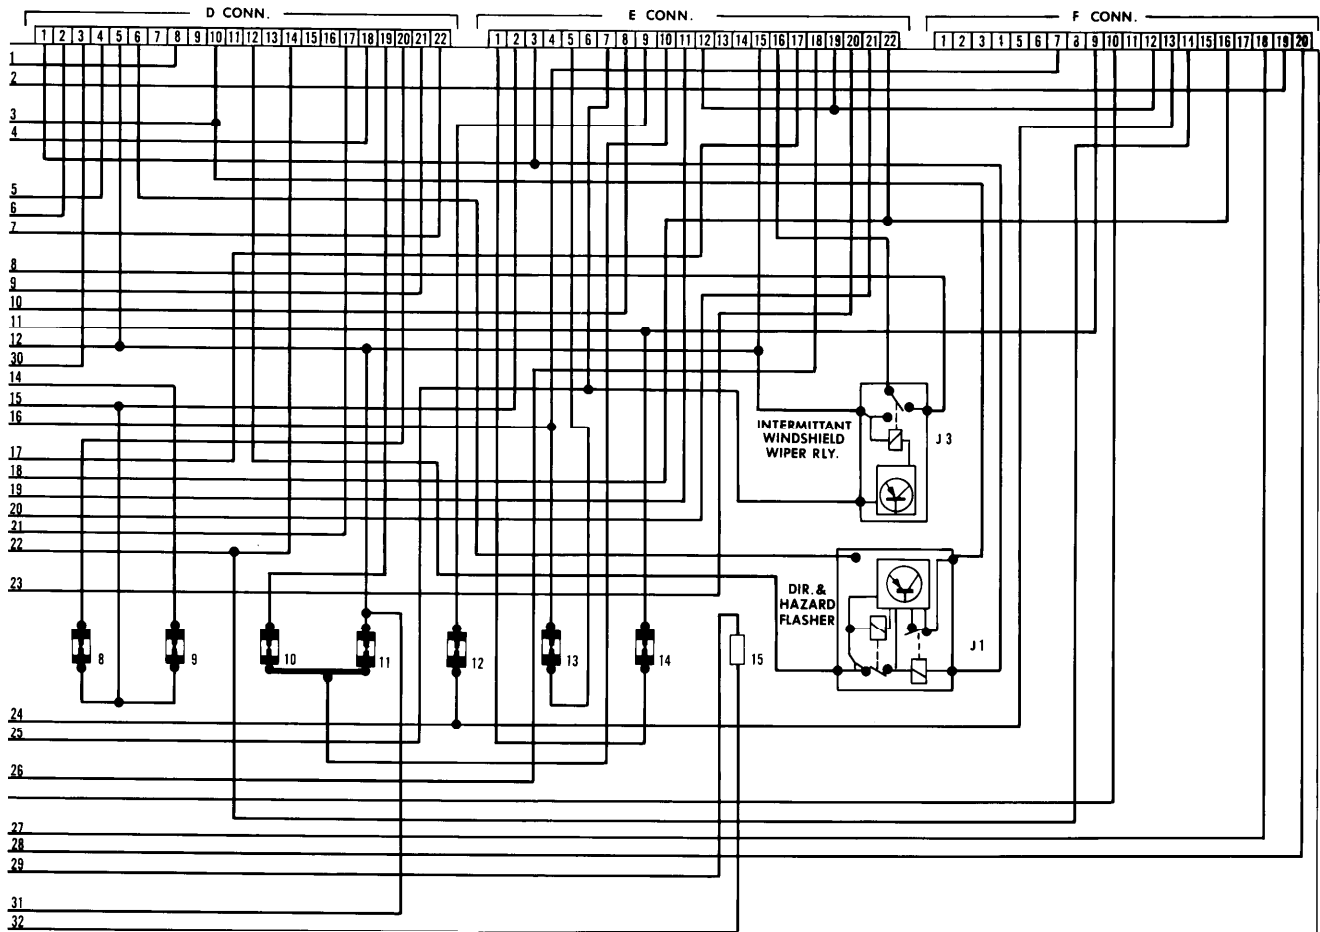 D CONN. E CONN. F CONN.
1 2 3 4 5 6 7 8 9 10 11 12 13 14 15 16 17 18 19 20 21 22
1 2 3 4 5 6 7 8 9 10 11 12 13 14 15 16 17 18 19 20 21 22
1 2 3 4 5 6 7 8 9 10 11 12 13 14 15 16 17 18 19 20
1
2
3
4
5
6
7
8
9
10
11
12
30
14
15
16
17
18
19
20
21
22
23
INTERMITTANT
WINDSHIELD
WIPER RLY.
J 3
DIR. &
HAZARD
FLASHER
J 1
8 9 10 11 12 13 14 15
24
25
26
27
28
29
31
32